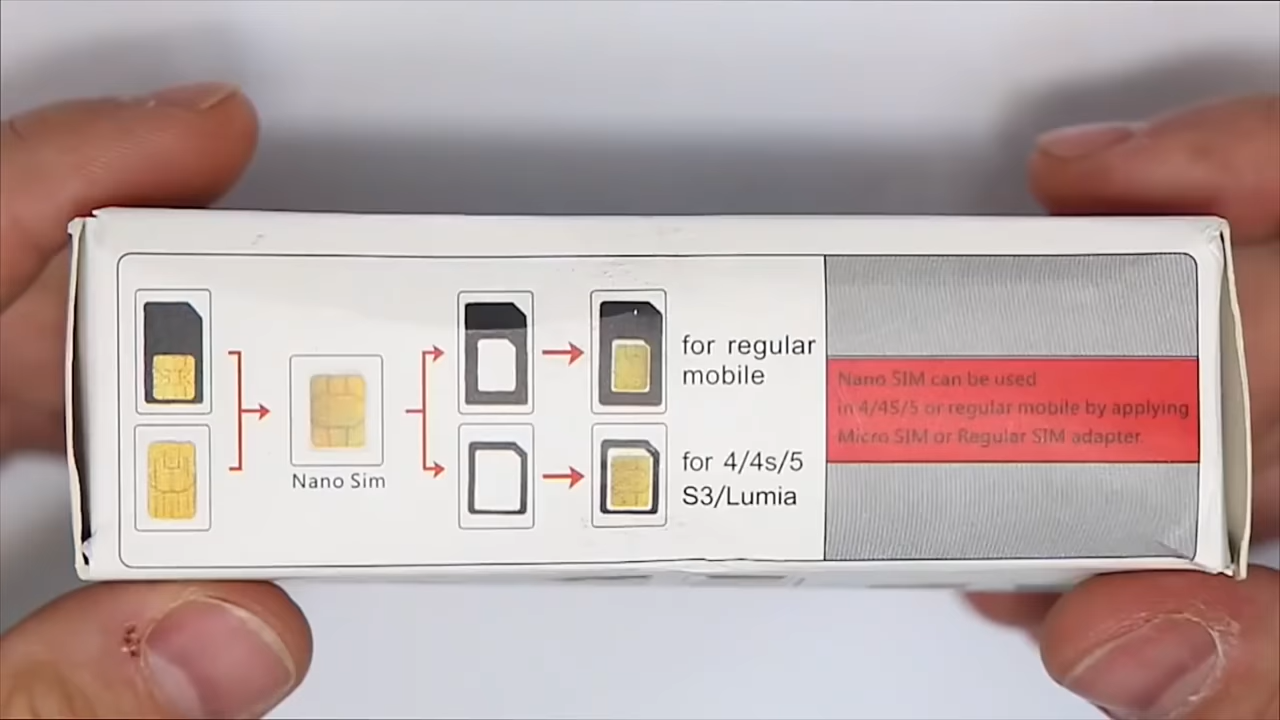 Nano Sim
for regular
mobile
for 4/4s/5
S3/Lumia
Nano SIM can be used
in 4/4S/5 or regular mobile by applying
Micro SIM or Regular SIM adapter.